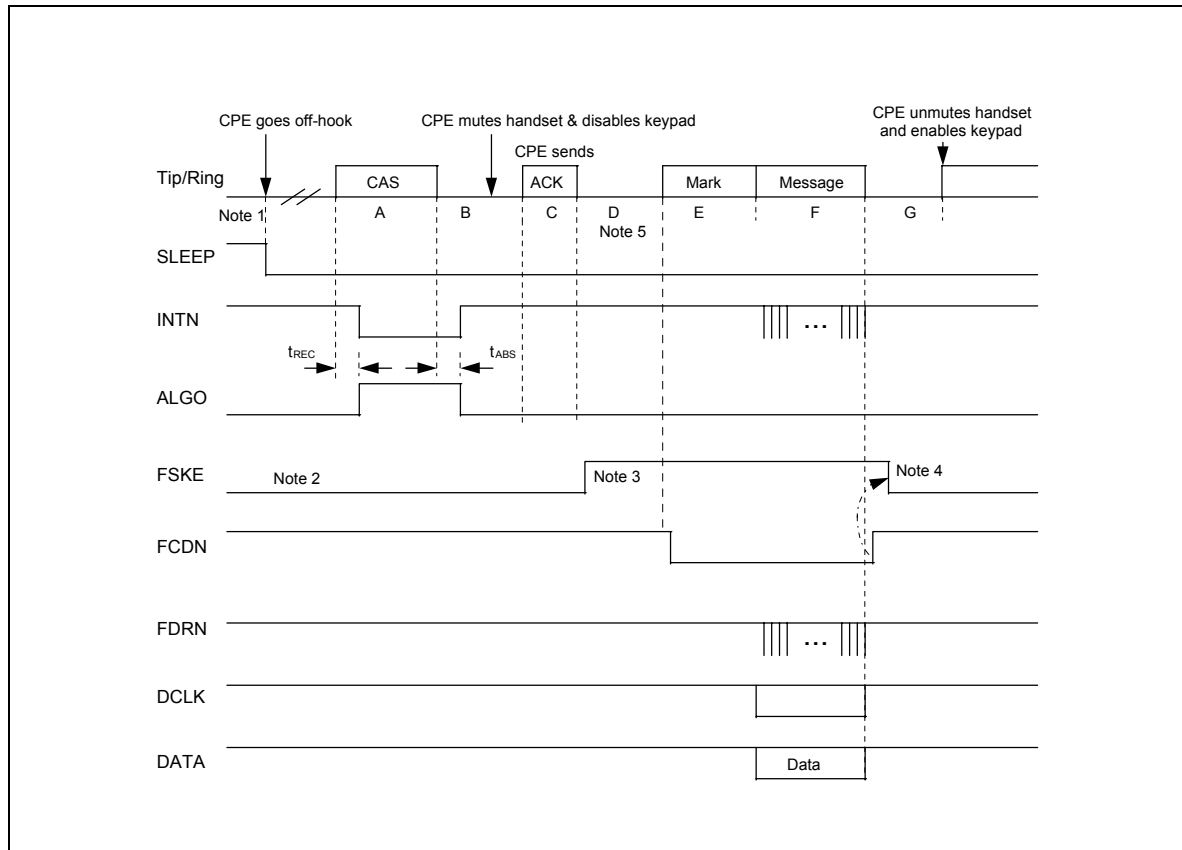 CPE goes off-hook
CPE mutes handset & disables keypad
CPE unmutes handset
and enables keypad
CPE sends
Tip/Ring
CAS
ACK
Mark
Message
Note 1
A
B
C
D
E
F
G
Note 5
SLEEP
INTN
...
tREC
tABS
ALGO
FSKE
Note 2
Note 3
Note 4
FCDN
FDRN
...
DCLK
DATA
Data